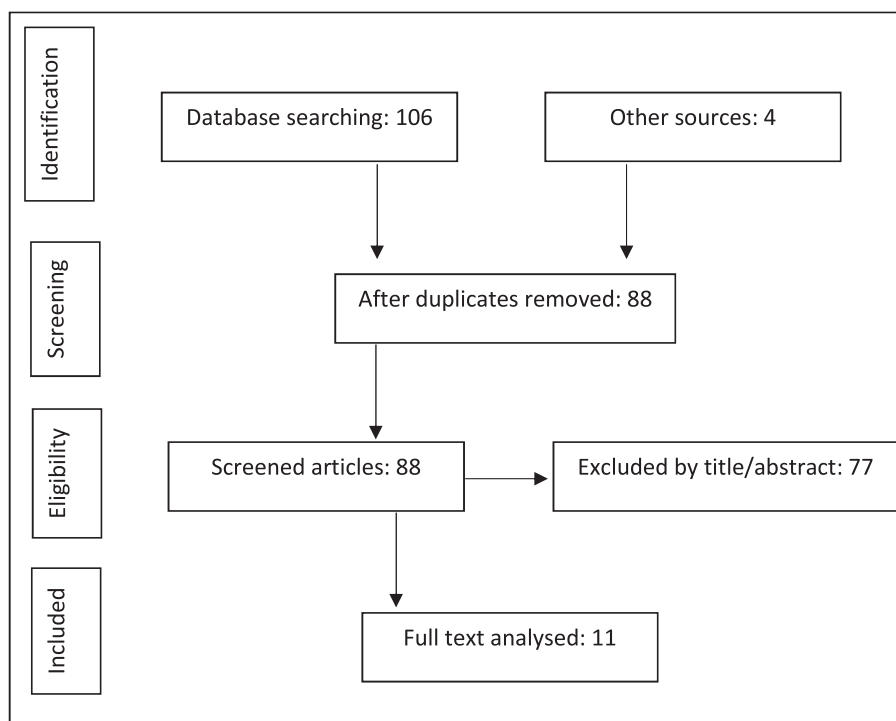 Identification
Database searching: 106
Other sources: 4
Screening
After duplicates removed: 88
Eligibility
Screened articles: 88
Excluded by title/abstract: 77
Included
Full text analysed: 11